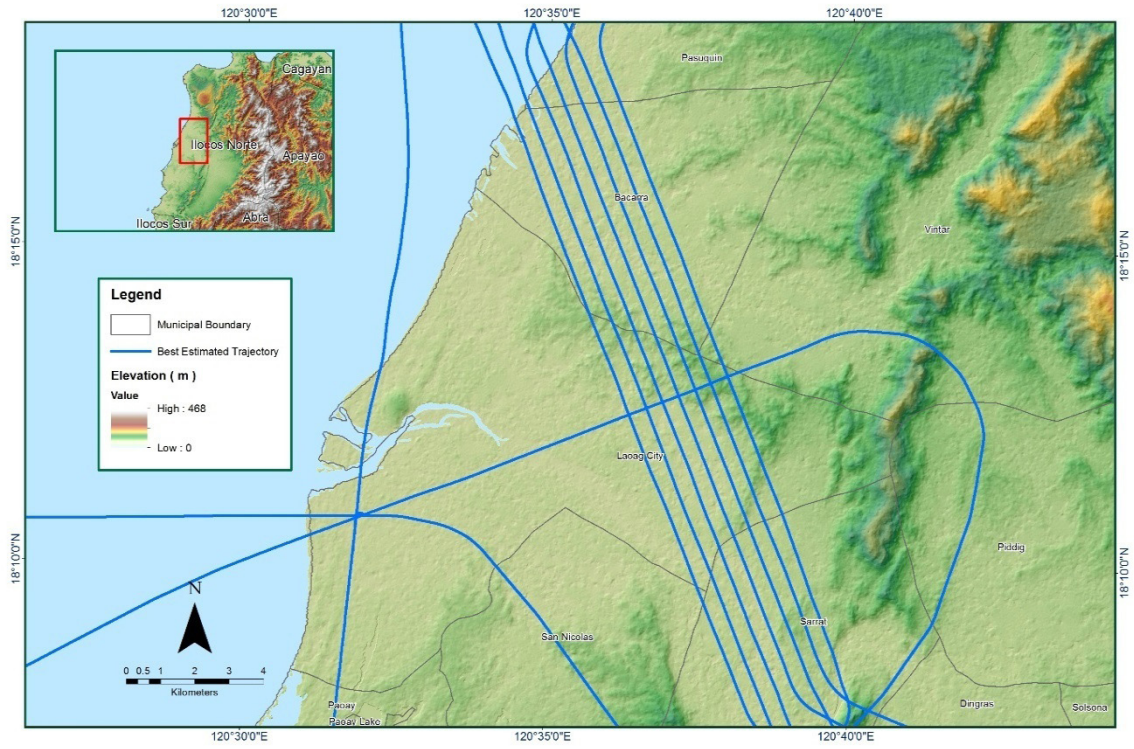 120°30'0"E
120°35'0"E
120°40'0"E
Pasuquin
Cagayan
Ilocos Norte
Apayao
Abra
Ilocos Sur
Bacarra
Vintar
18°15'0"N
18°15'0"N
Legend
Municipal Boundary
Best Estimated Trajectory
Elevation ( m )
Value
High : 468
Low : 0
Laoag City
Piddig
18°10'0"N
18°10'0"N
N
Sarrat
San Nicolas
0 0.5 1 2 3 4
Kilometers
Paoay
Paoay Lake
Dingras
Solsona
120°30'0"E
120°35'0"E
120°40'0"E